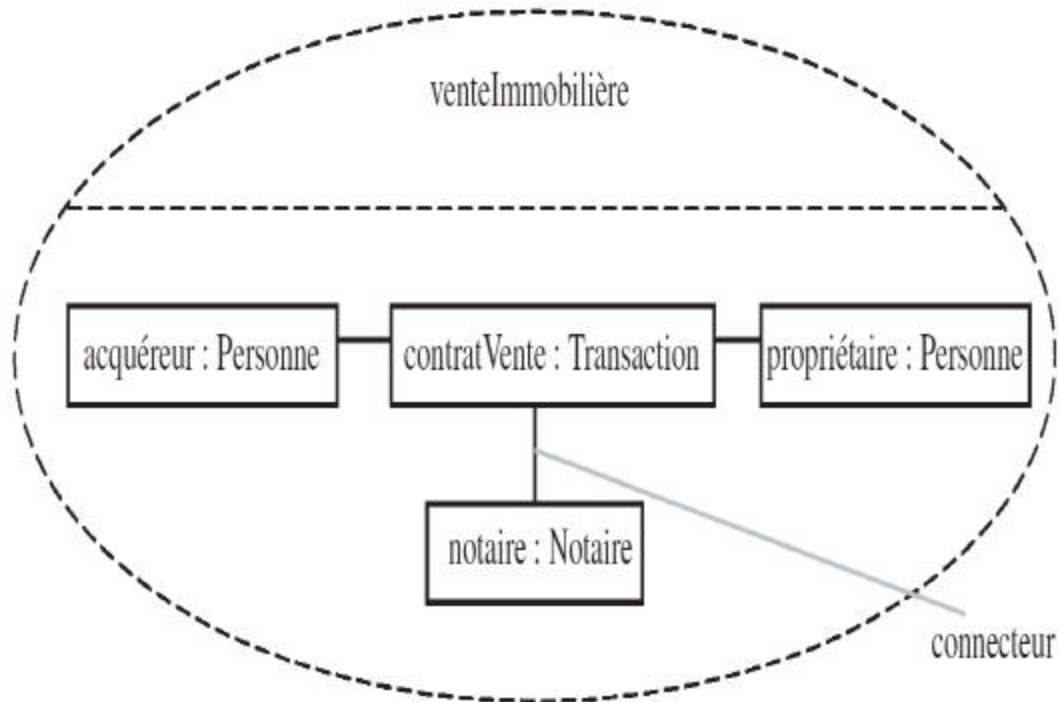 venteImmobilière
acquéreur : Personne
contratVente : Transaction
propriétaire : Personne
notaire : Notaire
connecteur